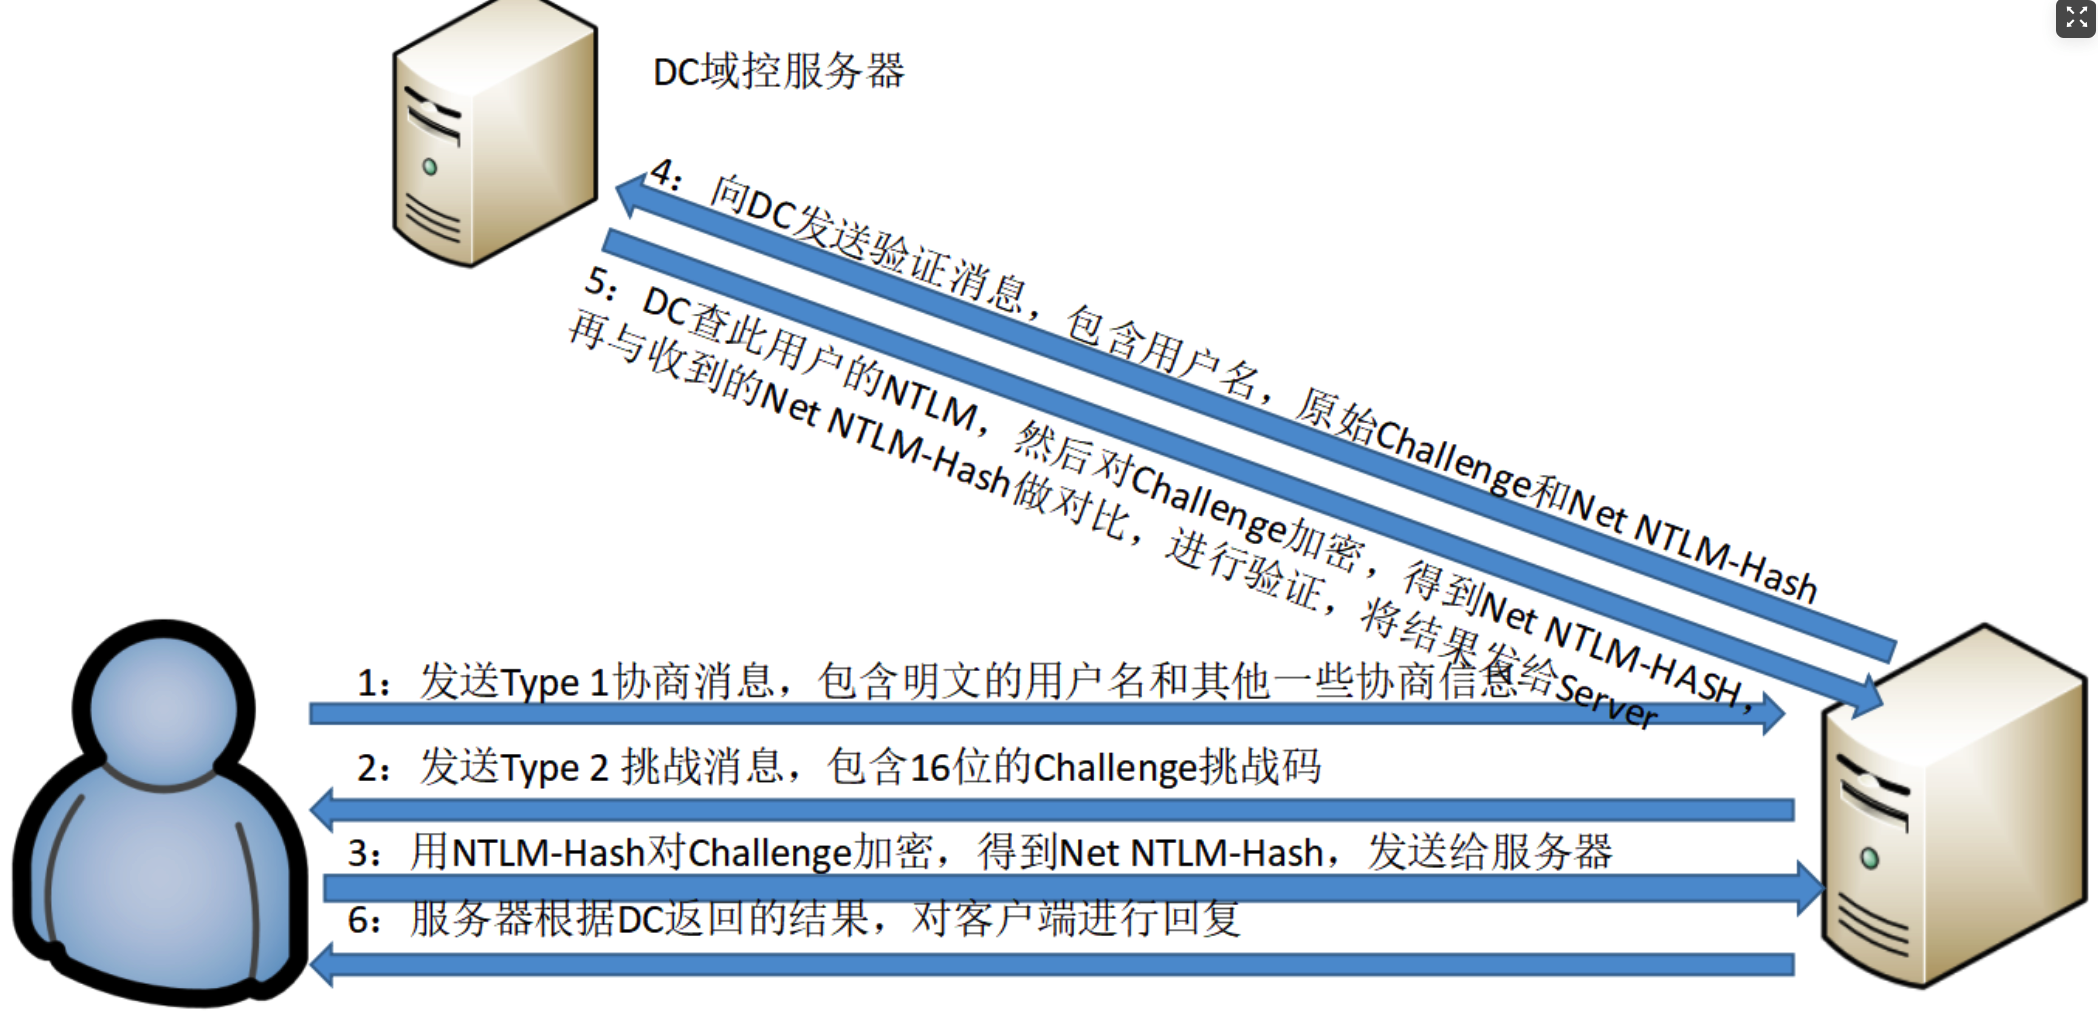 DC域控服务器
4：向DC发送验证消息，包含用户名，原始Challenge和Net NTLM-Hash
5：DC查此用户的NTLM，然后对Challenge加密，得到Net NTLM-HASH，
再与收到的Net NTLM-Hash做对比，进行验证，将结果发给Server
1：发送Type 1协商消息，包含明文的用户名和其他一些协商信息
2：发送Type 2 挑战消息，包含16位的Challenge挑战码
3：用NTLM-Hash对Challenge加密，得到Net NTLM-Hash，发送给服务器
6：服务器根据DC返回的结果，对客户端进行回复